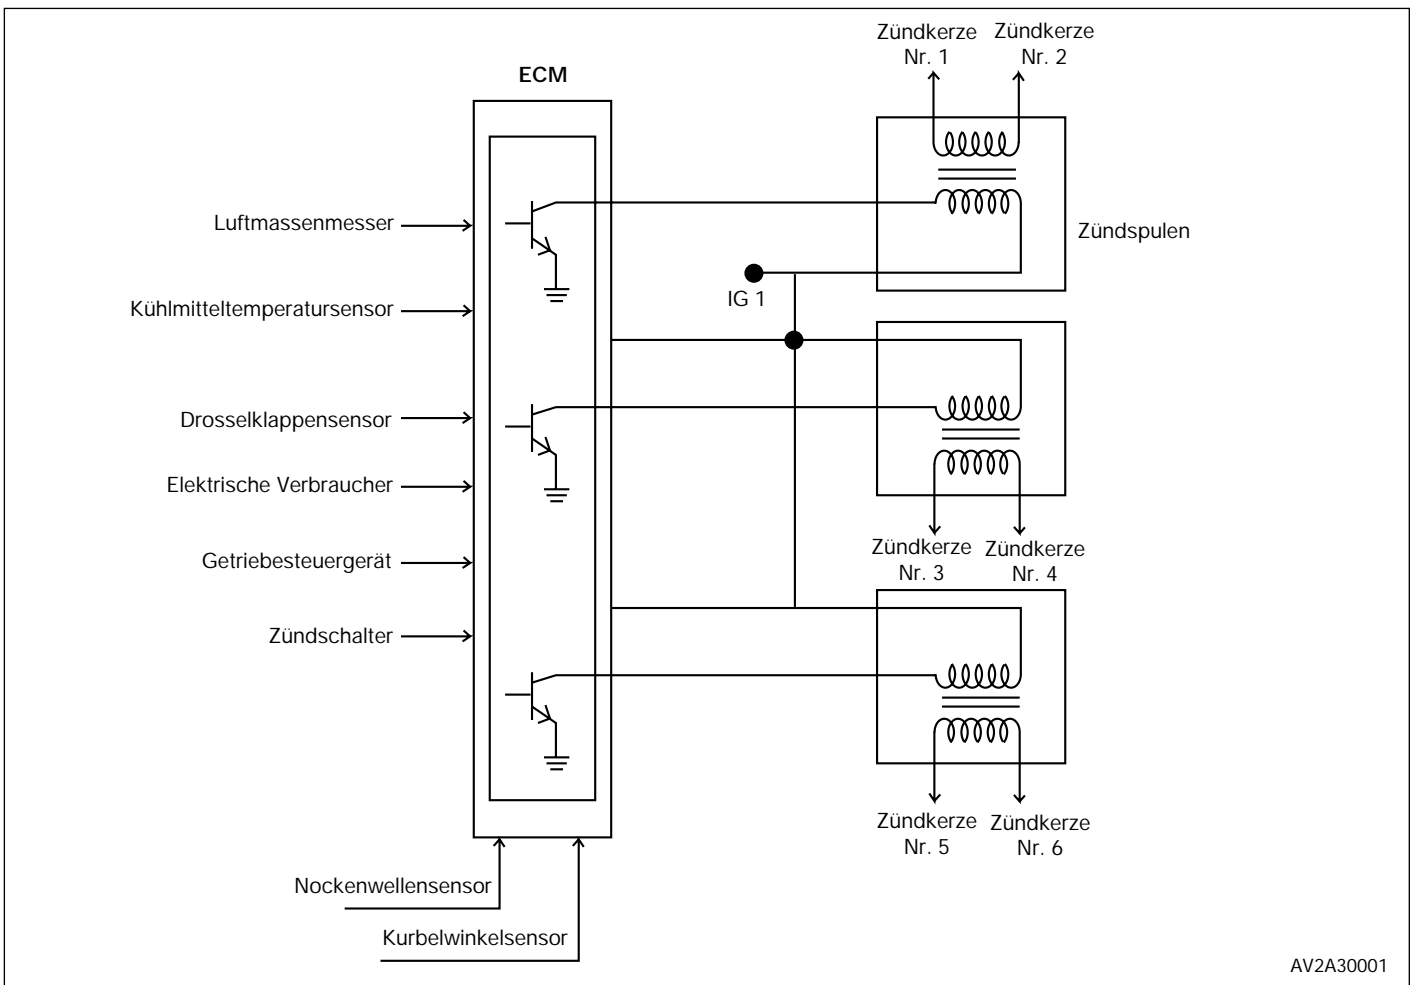 Zündkerze
Nr. 1
Zündkerze
Nr. 2
ECM
Luftmassenmesser
Zündspulen
IG 1
Kühlmitteltemperatursensor
Drosselklappensensor
Elektrische Verbraucher
Zündkerze
Nr. 3
Zündkerze
Nr. 4
Getriebesteuergerät
Zündschalter
Zündkerze
Nr. 5
Zündkerze
Nr. 6
Nockenwellensensor
Kurbelwinkelsensor
AV2A30001